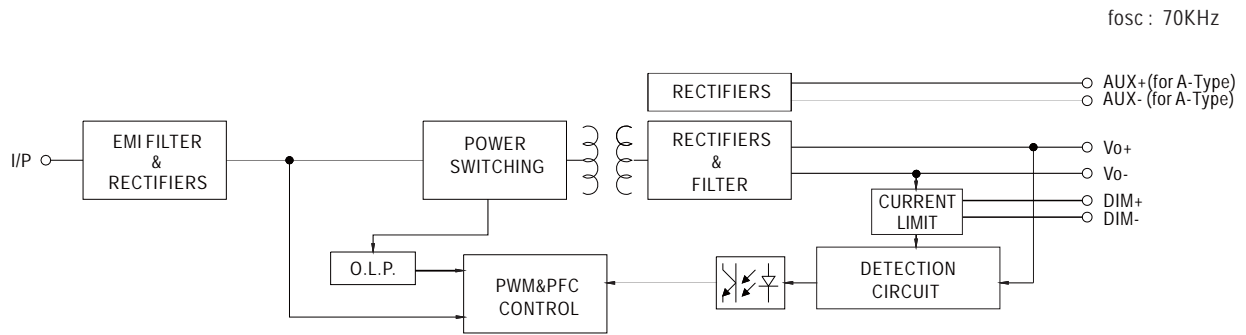 fosc : 70KHz
RECTIFIERS
AUX+(for A-Type)
AUX- (for A-Type)
I/P
EMI FILTER
&
RECTIFIERS
POWER
SWITCHING
RECTIFIERS
&
FILTER
Vo+
Vo-
CURRENT
LIMIT
DIM+
DIM-
O.L.P.
PWM&PFC
CONTROL
DETECTION
CIRCUIT